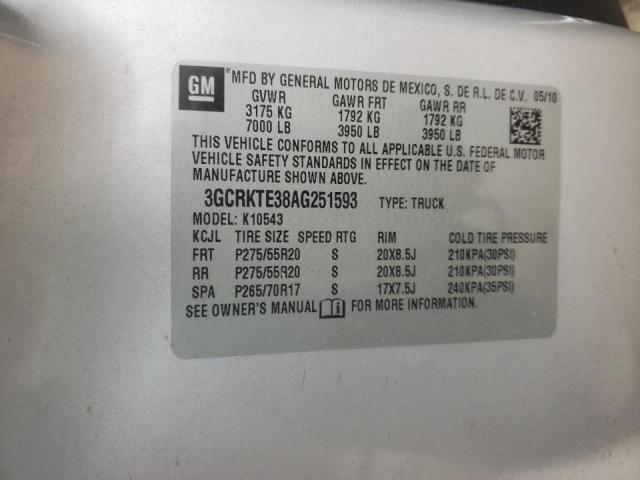 GM ®MFD BY GENERAL MOTORS DE MEXICO, S. DE R.L. DE C.V. 05/10
GVWR GAWR FRT GAWR RR
3175 KG 1792 KG 1792 KG
7000 LB 3950 LB 3950 LB
THIS VEHICLE CONFORMS TO ALL APPLICABLE U.S. FEDERAL MOTOR
VEHICLE SAFETY STANDARDS IN EFFECT ON THE DATE OF
MANUFACTURE SHOWN ABOVE.
3GCRKTE38AG251593 TYPE: TRUCK
MODEL: K10543
KCJL TIRE SIZE SPEED RTG RIM COLD TIRE PRESSURE
FRT P275/55R20 S 20X8.5J 210KPA(30PSI)
RR P275/55R20 S 20X8.5J 210KPA(30PSI)
SPA P265/70R17 S 17X7.5J 240KPA(35PSI)
SEE OWNER'S MANUAL i FOR MORE INFORMATION.